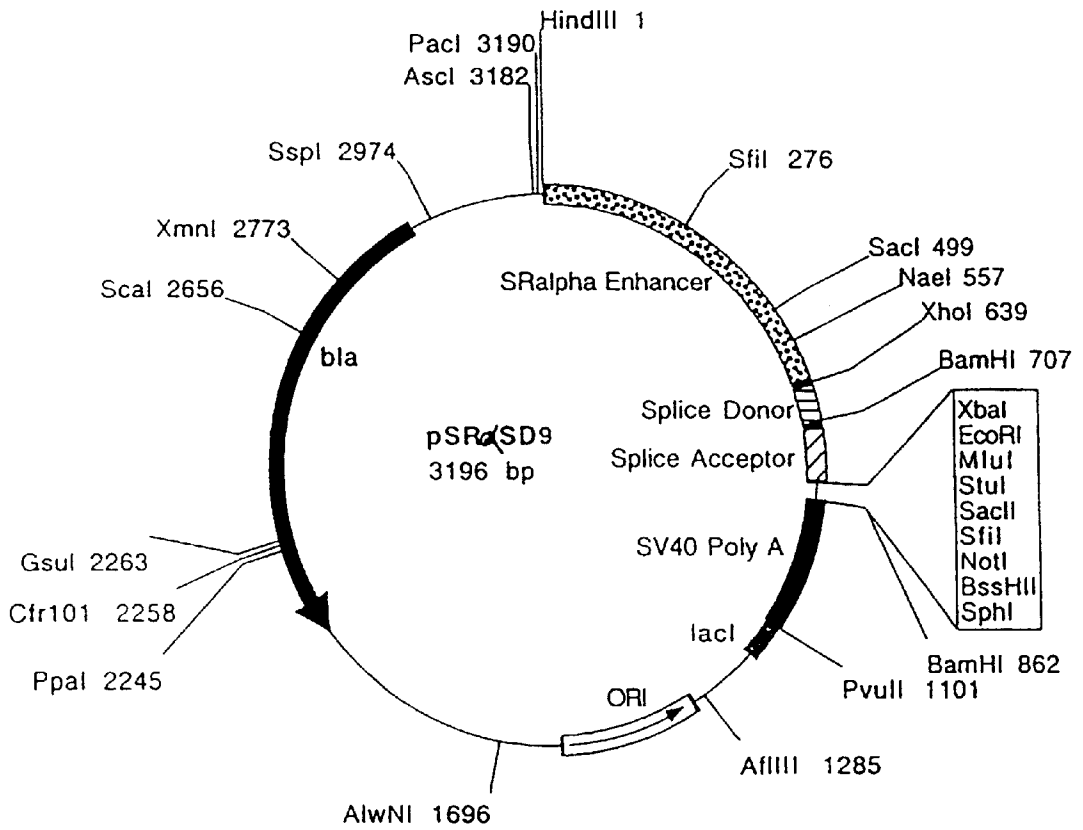 HindIII 1
PacI 3190
AscI 3182
SspI 2974
SfiI 276
XmnI 2773
SacI 499
ScaI 2656
SRalpha Enhancer
NaeI 557
XhoI 639
bla
BamHI 707
Splice Donor
XbaI
pSRα/SD9
EcoRI
Splice Acceptor
MluI
3196 bp
StuI
SacII
SfiI
SV40 Poly A
NotI
GsuI 2263
BssHII
Cfr101 2258
SphI
lacI
BamHI 862
PpaI 2245
PvuII 1101
ORI
AflIII 1285
AlwNI 1696